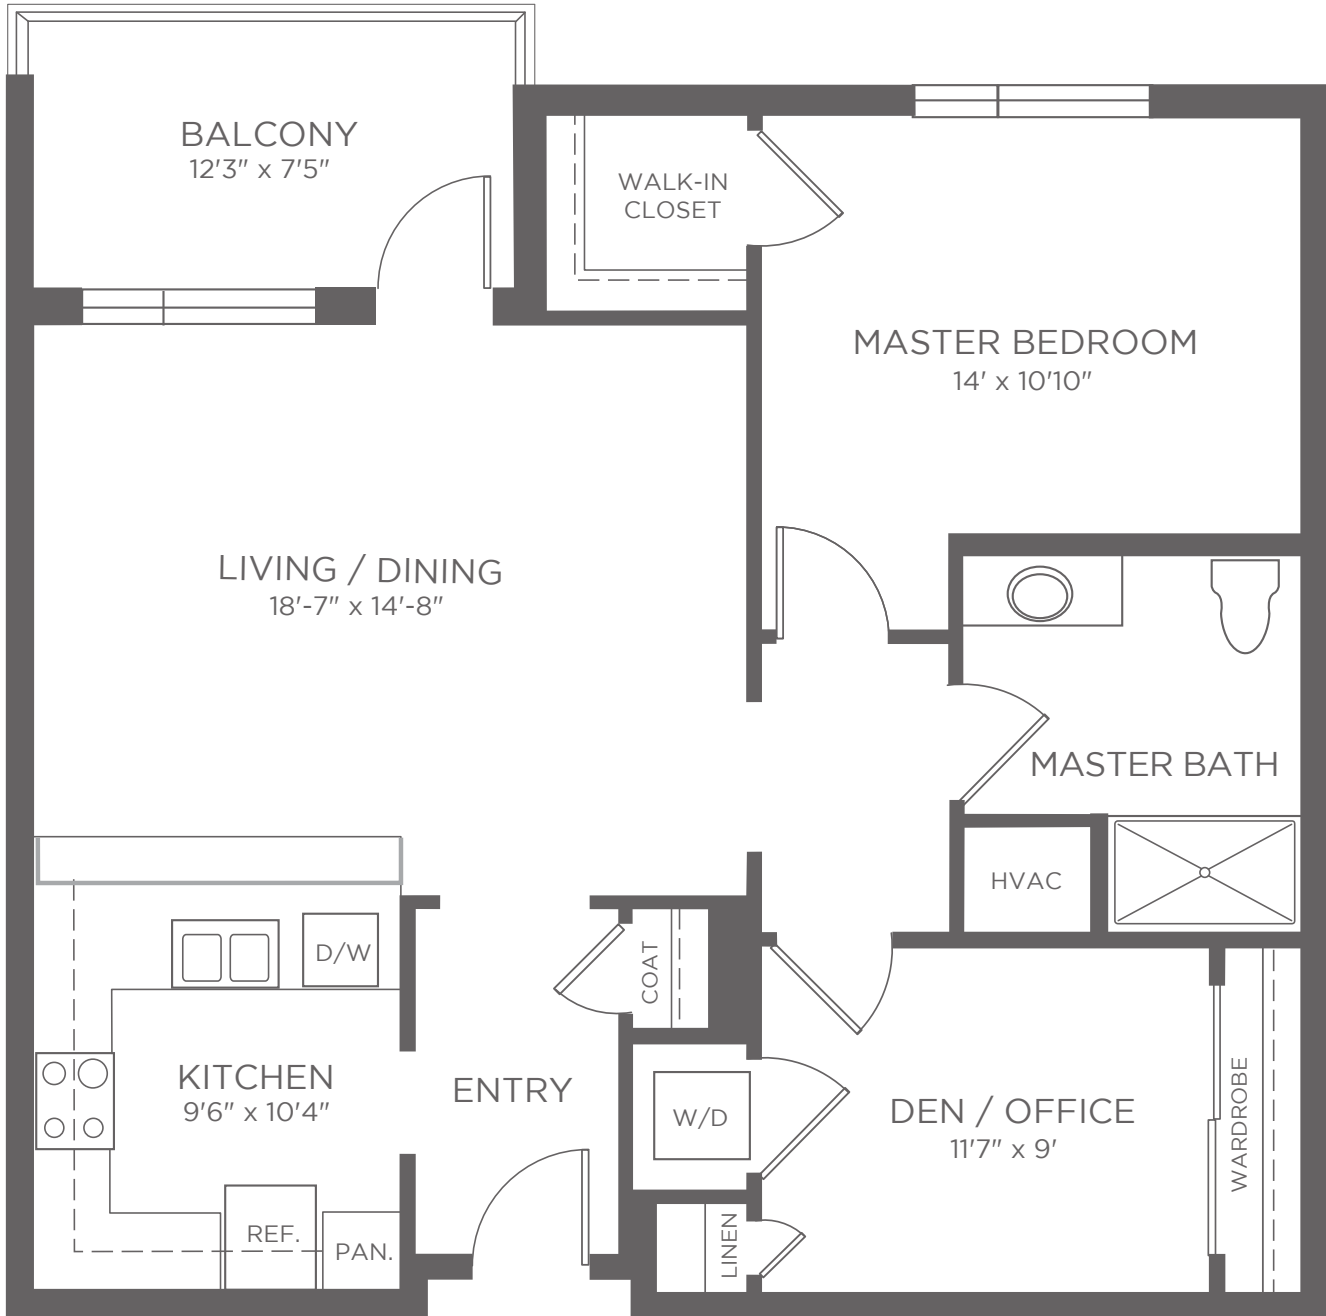 BALCONY
12'3" x 7'5"
WALK-IN
CLOSET
MASTER BEDROOM
14' x 10'10"
LIVING / DINING
18'-7" x 14'-8"
MASTER BATH
HVAC
D/W
COAT
KITCHEN
9'6" x 10'4"
ENTRY
W/D
DEN / OFFICE
11'7" x 9'
WARDROBE
REF.
PAN.
LINEN